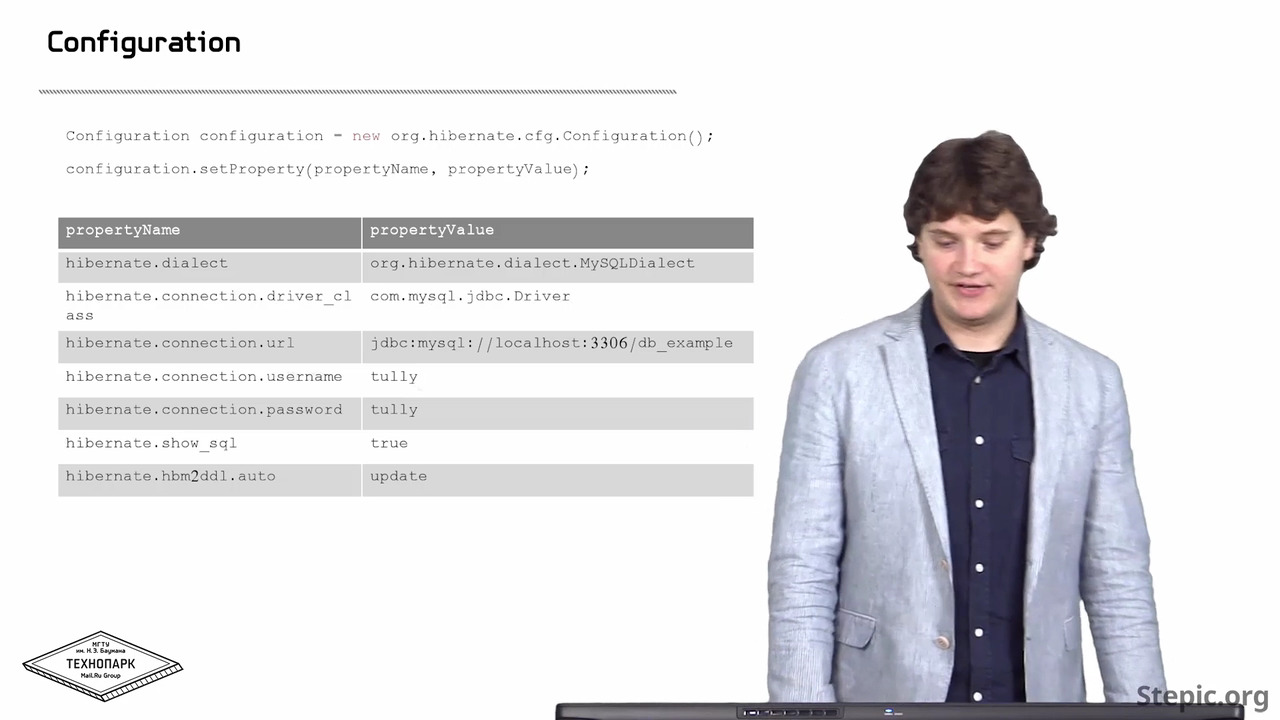 Configuration
Configuration configuration = new org.hibernate.cfg.Configuration();
configuration.setProperty(propertyName, propertyValue);
propertyName propertyValue
hibernate.dialect org.hibernate.dialect.MySQLDialect
hibernate.connection.driver_cl com.mysql.jdbc.Driver
ass
hibernate.connection.url jdbc:mysql://localhost:3306/db_example
hibernate.connection.username tully
hibernate.connection.password tully
hibernate.show_sql true
hibernate.hbm2ddl.auto update
МГТУ
им. Н.Э. Баумана
ТЕХНОПАРК
Mail.Ru Group
Stepic.org